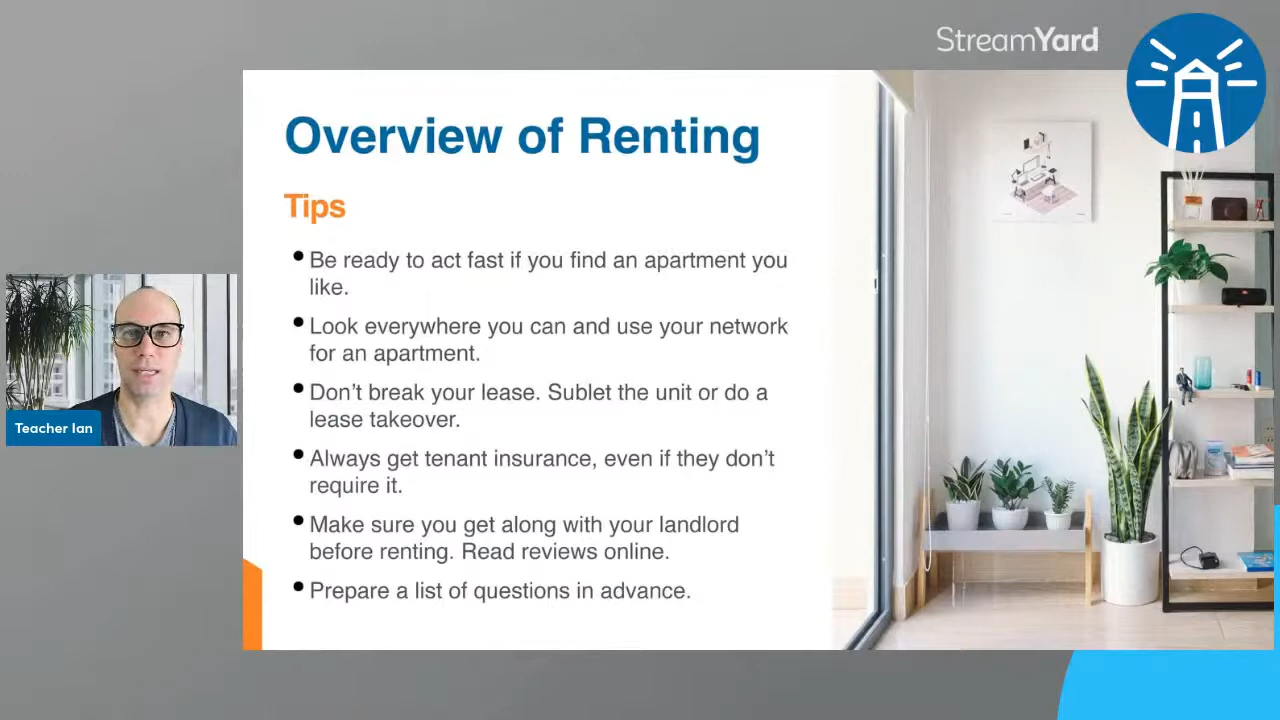 StreamYard
Overview of Renting
Tips
• Be ready to act fast if you find an apartment you
like.
• Look everywhere you can and use your network
for an apartment.
• Don’t break your lease. Sublet the unit or do a
lease takeover.
• Always get tenant insurance, even if they don’t
require it.
• Make sure you get along with your landlord
before renting. Read reviews online.
• Prepare a list of questions in advance.
Teacher Ian